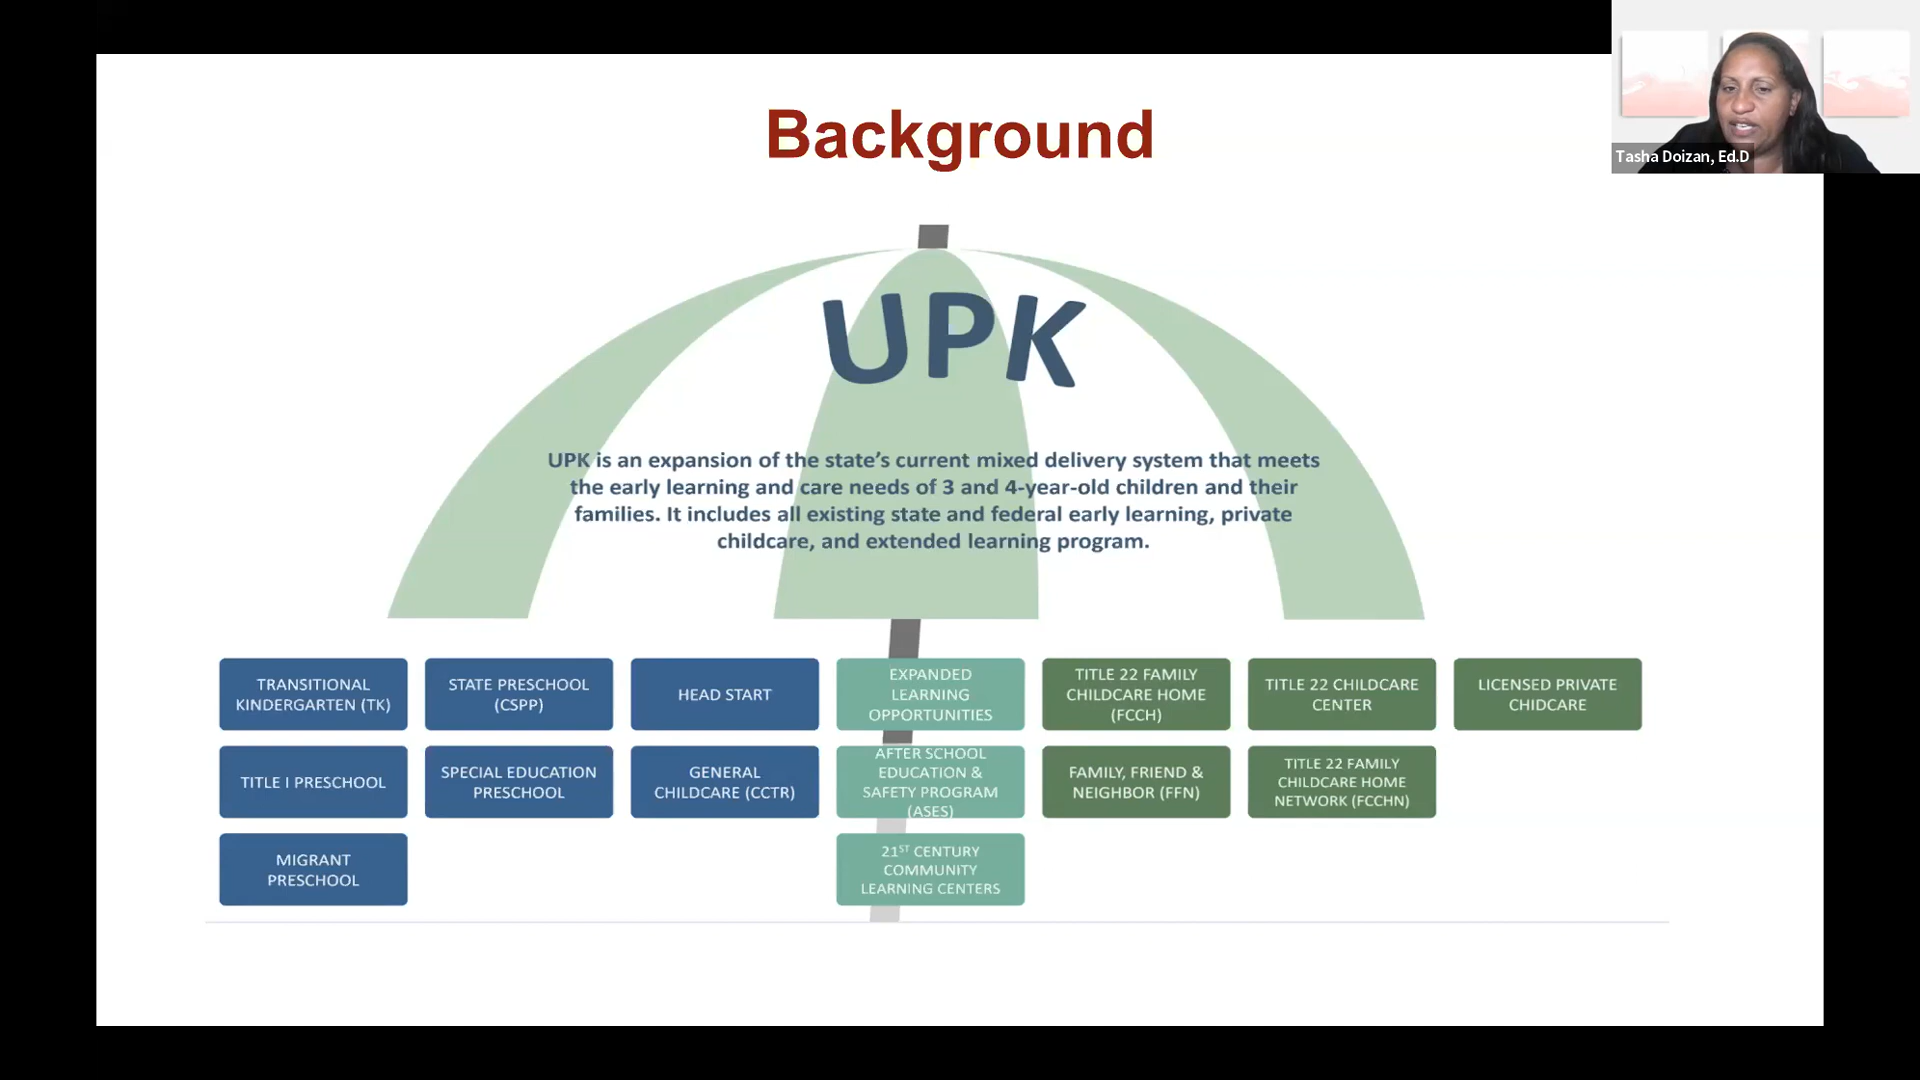 Background
Tasha Doizan, Ed.D
UPK
UPK is an expansion of the state’s current mixed delivery system that meets
the early learning and care needs of 3 and 4-year-old children and their
families. It includes all existing state and federal early learning, private
childcare, and extended learning program.
TRANSITIONAL
KINDERGARTEN (TK)
STATE PRESCHOOL
(CSPP)
HEAD START
EXPANDED
LEARNING
OPPORTUNITIES
TITLE 22 FAMILY
CHILDCARE HOME
(FCCH)
TITLE 22 CHILDCARE
CENTER
LICENSED PRIVATE
CHIDCARE
TITLE I PRESCHOOL
SPECIAL EDUCATION
PRESCHOOL
GENERAL
CHILDCARE (CCTR)
AFTER SCHOOL
EDUCATION &
SAFETY PROGRAM
(ASES)
FAMILY, FRIEND &
NEIGHBOR (FFN)
TITLE 22 FAMILY
CHILDCARE HOME
NETWORK (FCCHN)
MIGRANT
PRESCHOOL
21ST CENTURY
COMMUNITY
LEARNING CENTERS